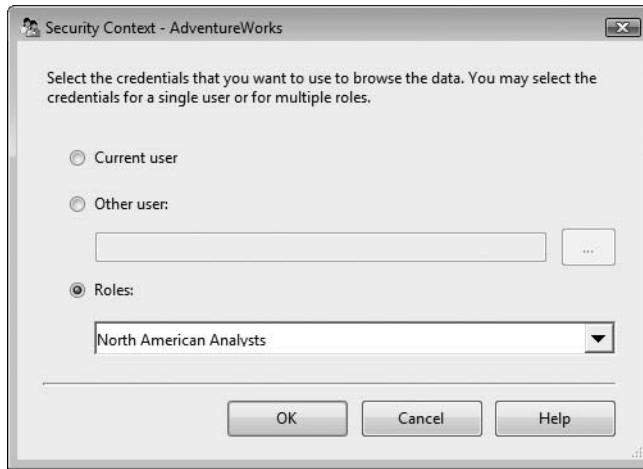 Security Context - AdventureWorks
Select the credentials that you want to use to browse the data. You may select the
credentials for a single user or for multiple roles.
Current user
Other user:
...
Roles:
North American Analysts
OK Cancel Help